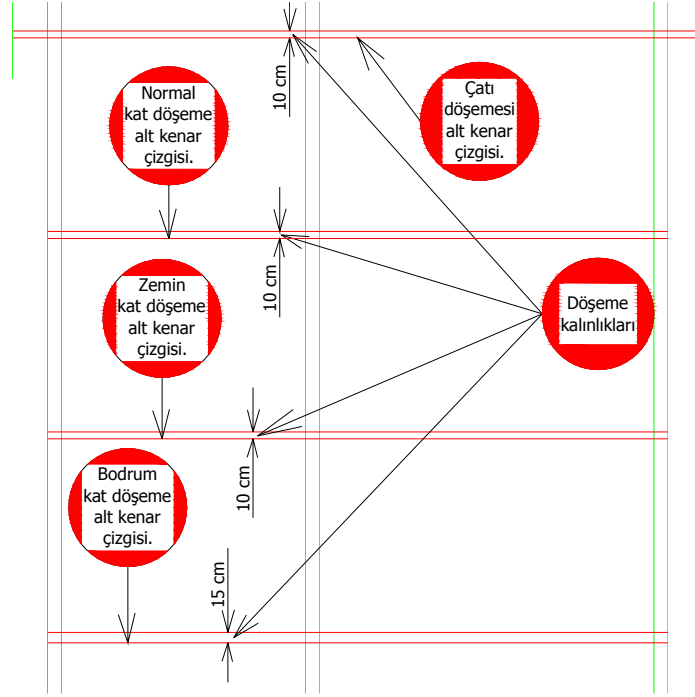 10 cm
Normal
kat döşeme
alt kenar
çizgisi.
Çatı
döşemesi
alt kenar
çizgisi.
10 cm
Zemin
kat döşeme
alt kenar
çizgisi.
Döşeme
kalınlıkları
10 cm
Bodrum
kat döşeme
alt kenar
çizgisi.
15 cm